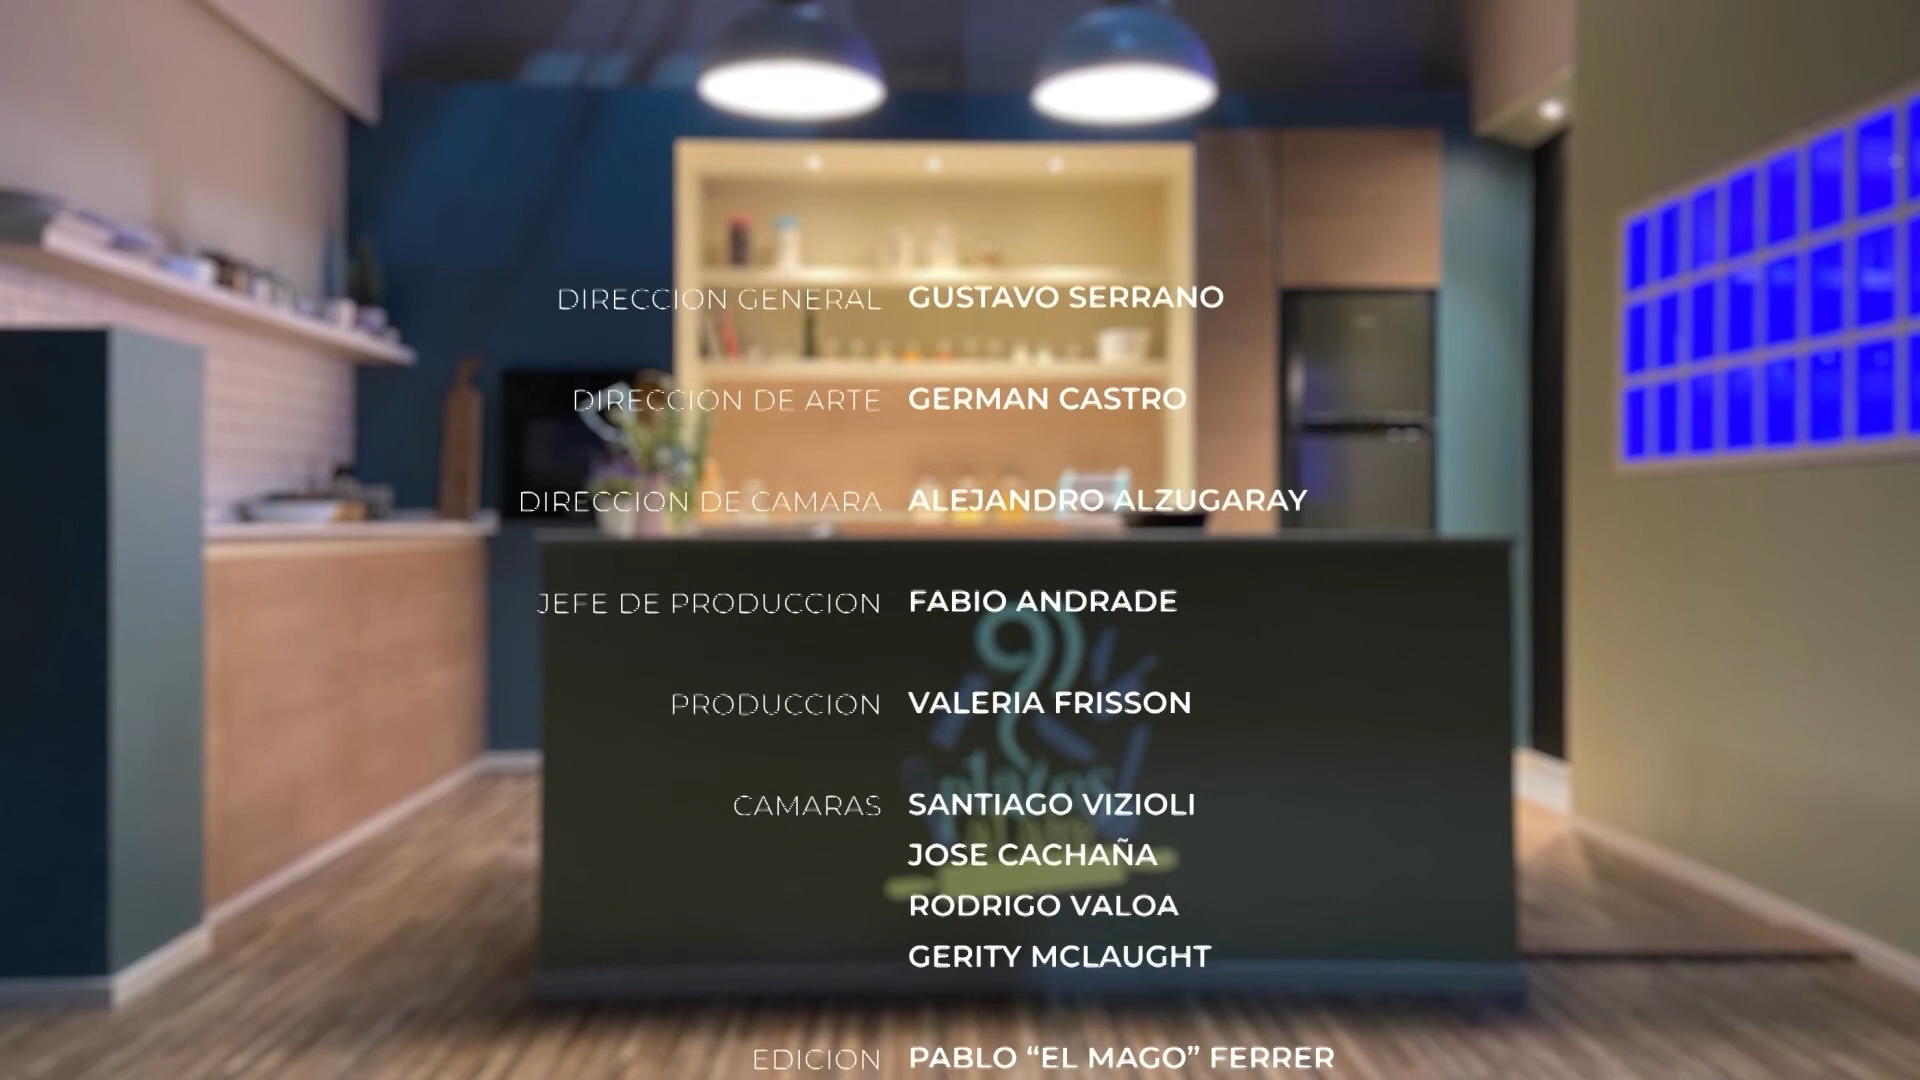 DIRECCION GENERAL GUSTAVO SERRANO
DIRECCION DE ARTE GERMAN CASTRO
DIRECCION DE CAMARA ALEJANDRO ALZUGARAY
JEFE DE PRODUCCION FABIO ANDRADE
PRODUCCION VALERIA FRISSON
CAMARAS SANTIAGO VIZIOLI
JOSE CACHAÑA
RODRIGO VALOA
GERITY MCLAUGHT
EDICION PABLO “EL MAGO” FERRER
platos